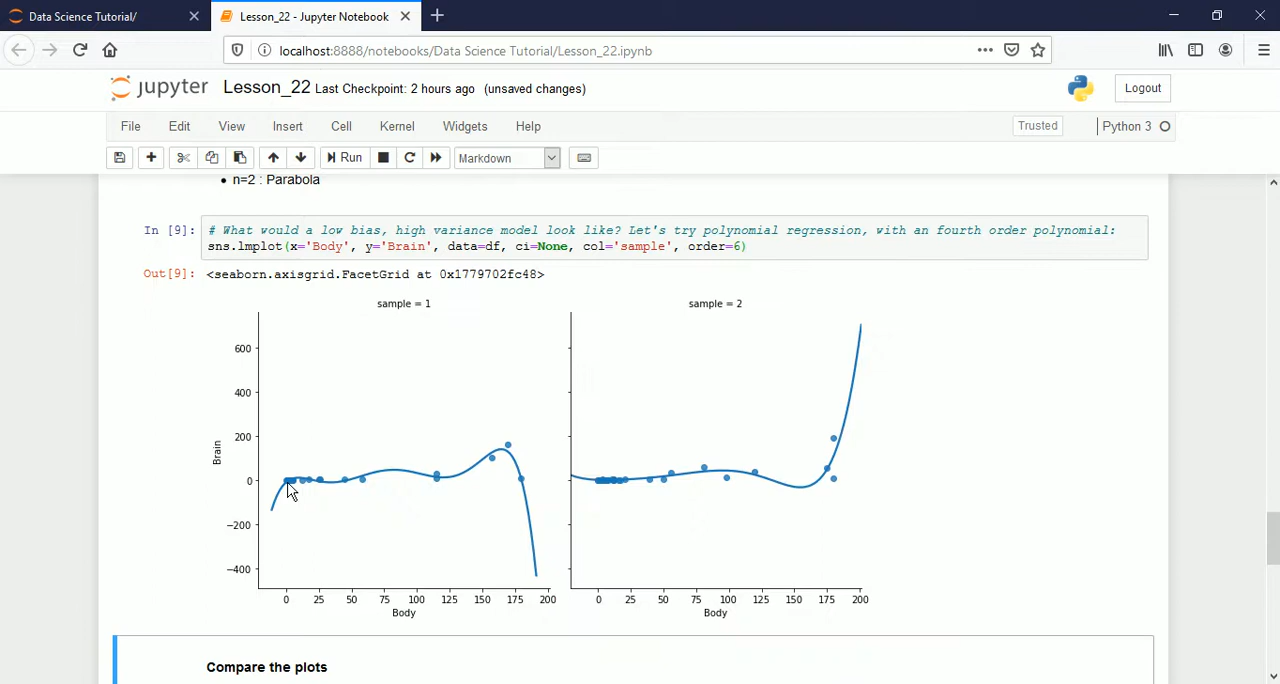 Data Science Tutorial/
Lesson_22 - Jupyter Notebook
localhost:8888/notebooks/Data Science Tutorial/Lesson_22.ipynb
jupyter Lesson_22 Last Checkpoint: 2 hours ago (unsaved changes) Logout
File Edit View Insert Cell Kernel Widgets Help Trusted Python 3
Run Markdown
n=2 : Parabola
In [9]: # What would a low bias, high variance model look like? Let's try polynomial regression, with an fourth order polynomial:
sns.lmplot(x='Body', y='Brain', data=df, ci=None, col='sample', order=6)
Out[9]: <seaborn.axisgrid.FacetGrid at 0x1779702fc48>
sample = 1 sample = 2
600
400
200
0
−200
−400
Brain
0 25 50 75 100 125 150 175 200 0 25 50 75 100 125 150 175 200
Body Body
Compare the plots